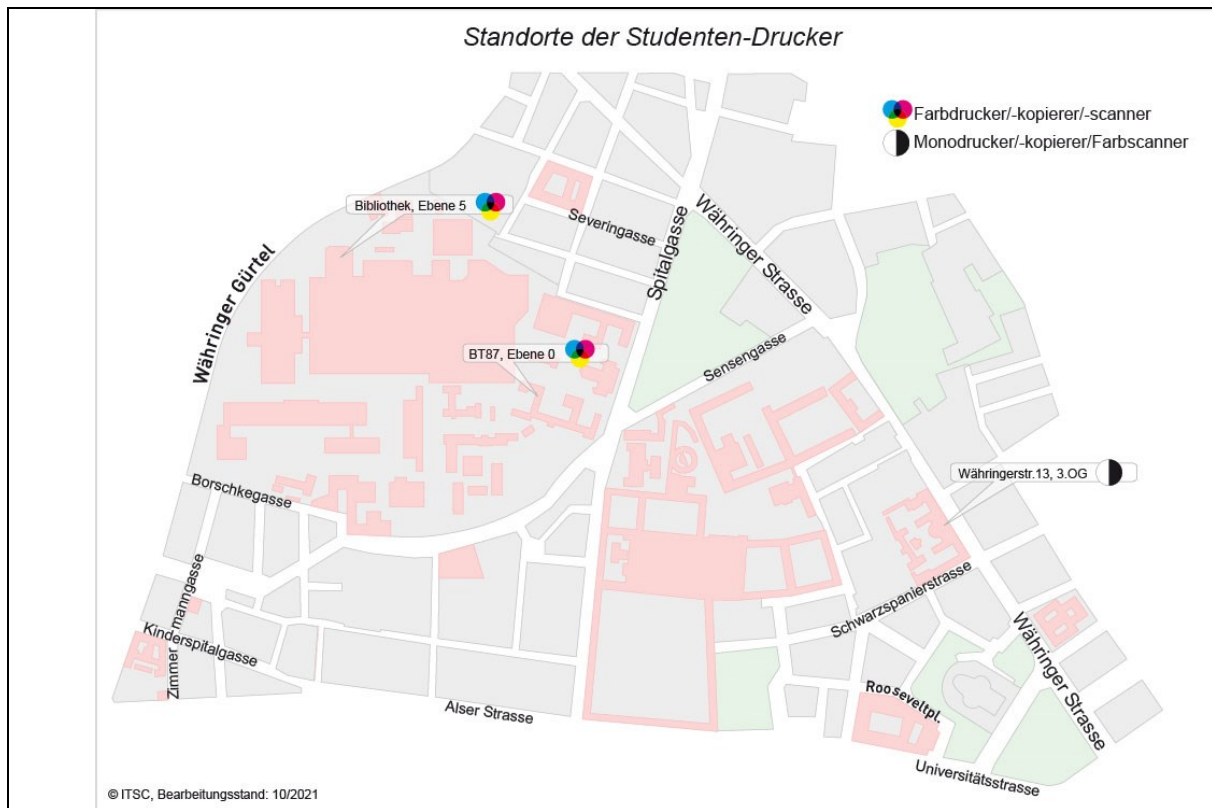 Standorte der Studenten-Drucker
Farbdrucker/-kopierer/-scanner
Monodrucker/-kopierer/Farbscanner
Bibliothek, Ebene 5
Severingasse
Spitalgasse
Währinger Strasse
Währinger Gürtel
BT87, Ebene 0
Sensengasse
Währingerstr.13, 3.OG
Borschkegasse
Zimmermanngasse
Kinderspitalgasse
Schwarzspanierstrasse
Währinger Strasse
Rooseveltpl.
Alser Strasse
Universitätsstrasse
© ITSC, Bearbeitungsstand: 10/2021